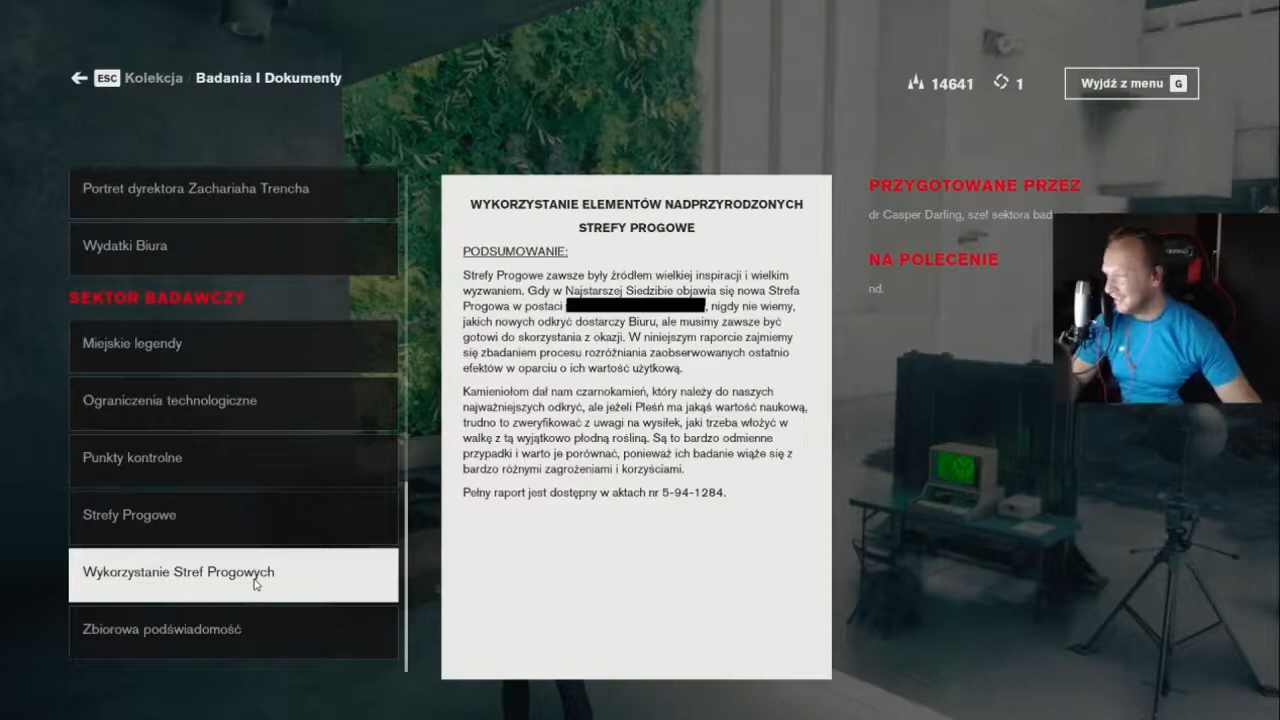 ESC Kolekcja / Badania I Dokumenty
14641 1 Wyjdź z menu G
Portret dyrektora Zachariaha Trencha
Wydatki Biura
SEKTOR BADAWCZY
Miejskie legendy
Ograniczenia technologiczne
Punkty kontrolne
Strefy Progowe
Wykorzystanie Stref Progowych
Zbiorowa podświadomość
WYKORZYSTANIE ELEMENTÓW NADPRZYRODZONYCH
STREFY PROGOWE
PODSUMOWANIE:
Strefy Progowe zawsze były źródłem wielkiej inspiracji i wielkim
wyzwaniem. Gdy w Najstarszej Siedzibie objawia się nowa Strefa
Progowa w postaci , nigdy nie wiemy,
jakich nowych odkryć dostarczy Biuru, ale musimy zawsze być
gotowi do skorzystania z okazji. W niniejszym raporcie zajmiemy
się zbadaniem procesu rozróżniania zaobserwowanych ostatnio
efektów w oparciu o ich wartość użytkową.
Kamieniołom dał nam czarnokamień, który należy do naszych
najważniejszych odkryć, ale jeżeli Pleśń ma jakąś wartość naukową,
trudno to zweryfikować z uwagi na wysiłek, jaki trzeba włożyć w
walkę z tą wyjątkowo płodną rośliną. Są to bardzo odmienne
przypadki i warto je porównać, ponieważ ich badanie wiąże się z
bardzo różnymi zagrożeniami i korzyściami.
Pełny raport jest dostępny w aktach nr 5-94-1284.
PRZYGOTOWANE PRZEZ
dr Casper Darling, szef sektora bad
NA POLECENIE
nd.